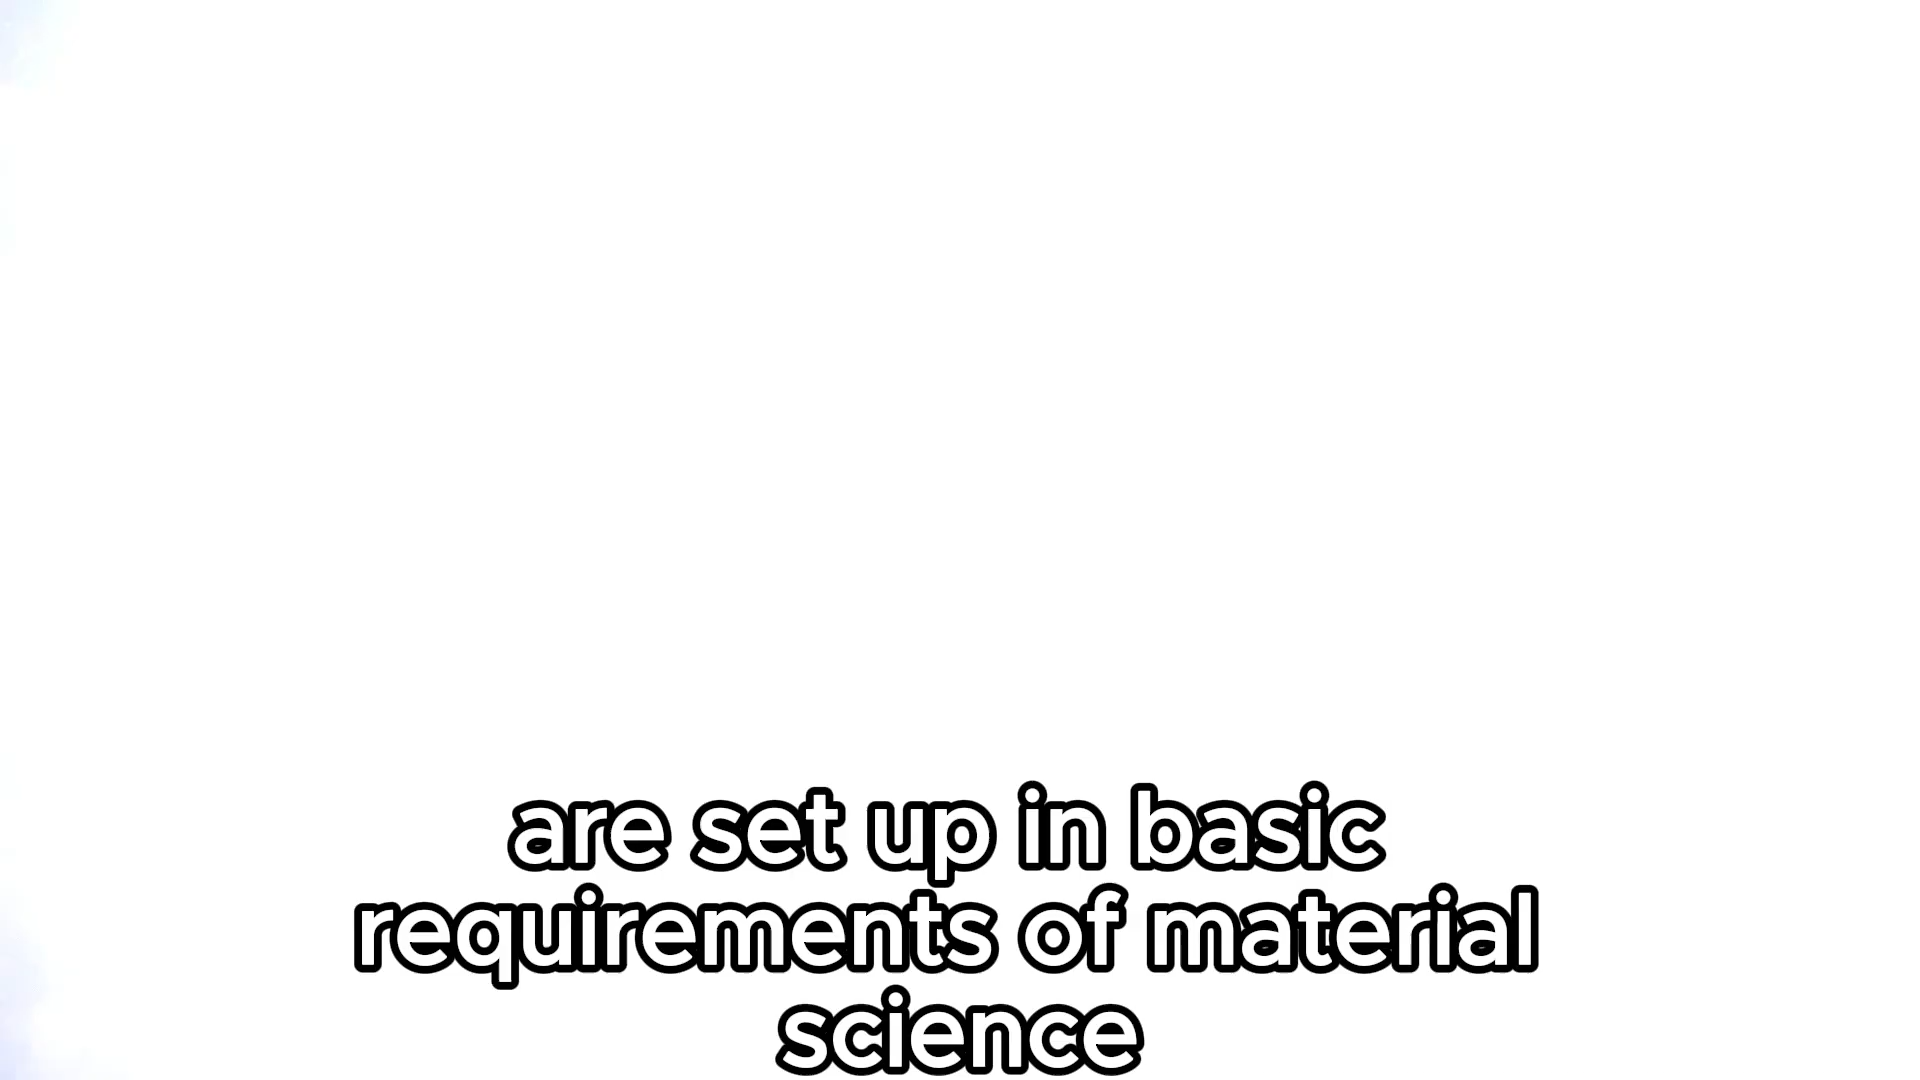 are set up in basic
requirements of material
science